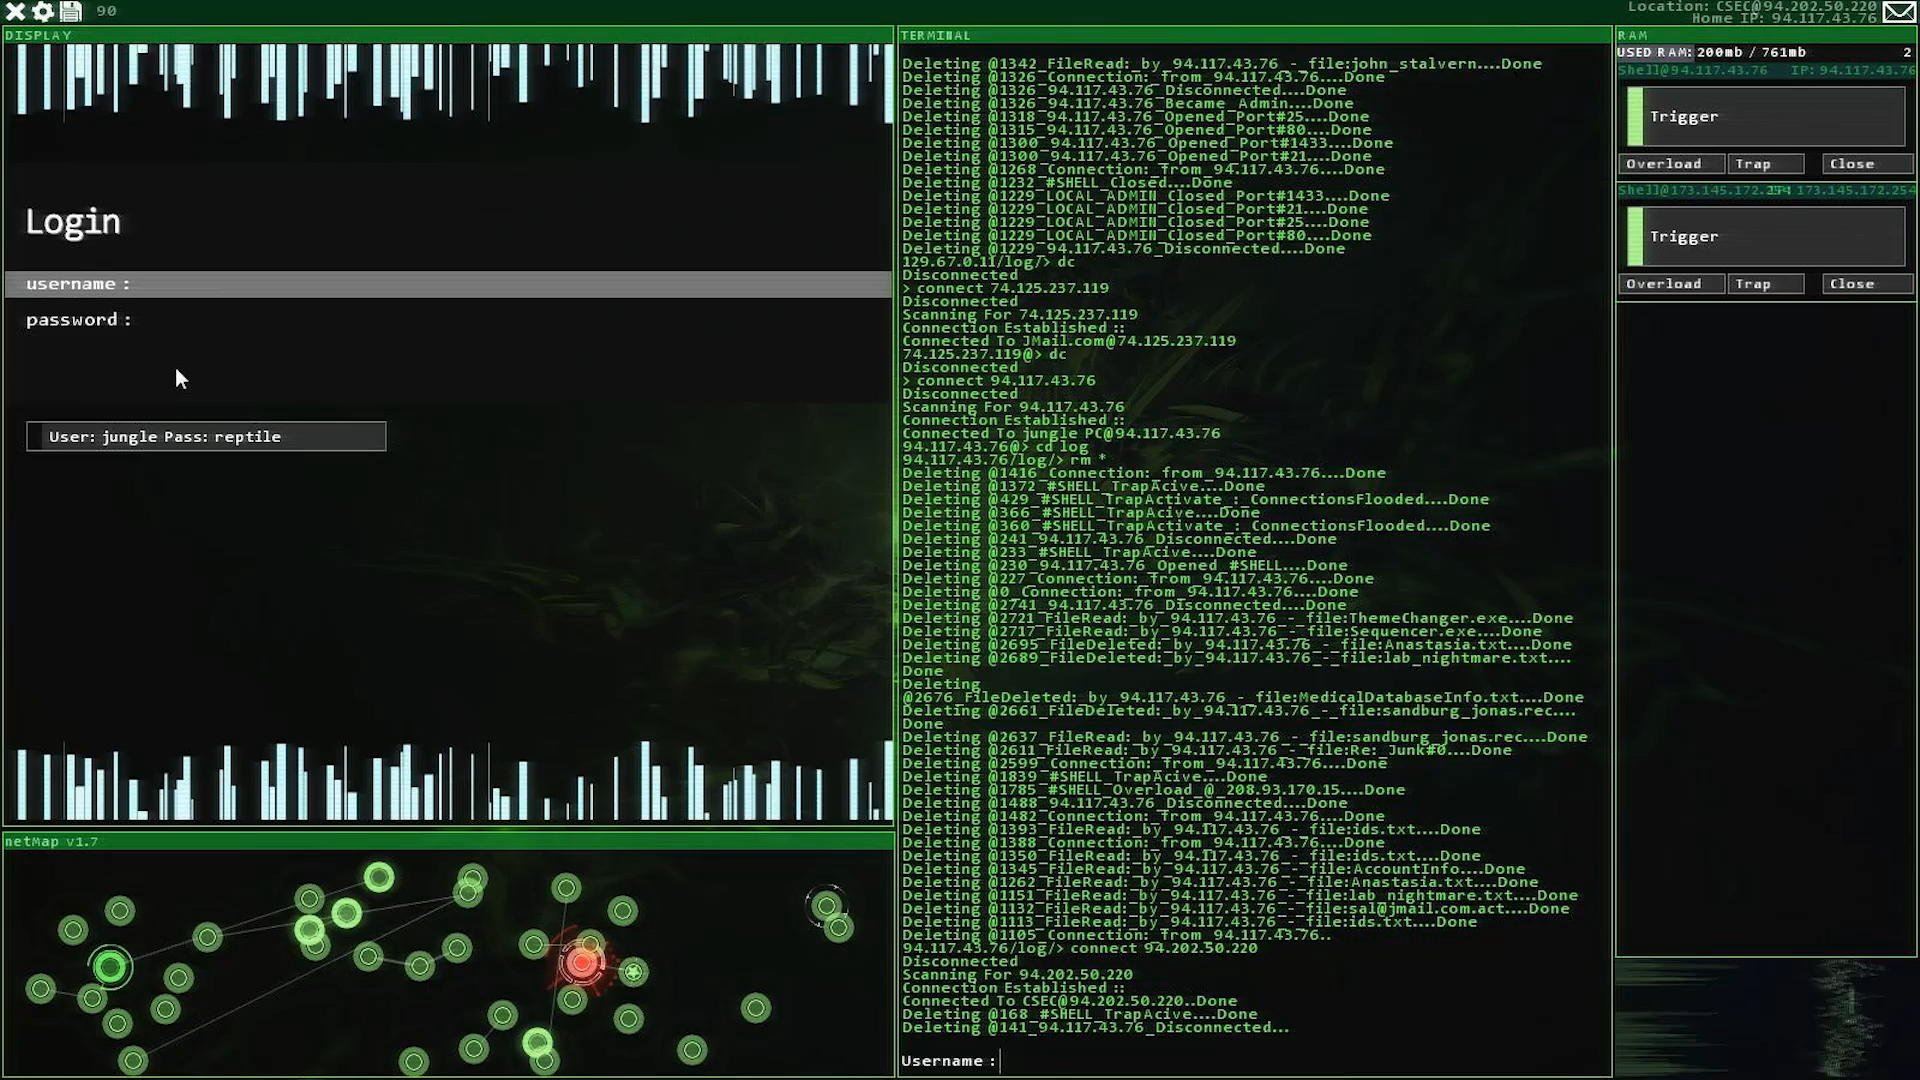 90
Location: CSEC@94.202.50.220
Home IP: 94.117.43.76
DISPLAY
Login
username :
password :
User: jungle Pass: reptile
netMap v1.7
TERMINAL
Deleting @1342_FileRead:_by_94.117.43.76_-_file:john_stalvern....Done
Deleting @1326_Connection:_from_94.117.43.76....Done
Deleting @1326_94.117.43.76_Disconnected....Done
Deleting @1326_94.117.43.76_Became_Admin....Done
Deleting @1318_94.117.43.76_Opened_Port#25....Done
Deleting @1315_94.117.43.76_Opened_Port#80....Done
Deleting @1300_94.117.43.76_Opened_Port#1433....Done
Deleting @1300_94.117.43.76_Opened_Port#21....Done
Deleting @1268_Connection:_from_94.117.43.76....Done
Deleting @1232_#SHELL_Closed....Done
Deleting @1229_LOCAL_ADMIN_Closed_Port#1433....Done
Deleting @1229_LOCAL_ADMIN_Closed_Port#21....Done
Deleting @1229_LOCAL_ADMIN_Closed_Port#25....Done
Deleting @1229_LOCAL_ADMIN_Closed_Port#80....Done
Deleting @1229_94.117.43.76_Disconnected....Done
129.67.0.11/log/> dc
Disconnected
> connect 74.125.237.119
Disconnected
Scanning For 74.125.237.119
Connection Established ::
Connected To JMail.com@74.125.237.119
74.125.237.119@> dc
Disconnected
> connect 94.117.43.76
Disconnected
Scanning For 94.117.43.76
Connection Established ::
Connected To jungle PC@94.117.43.76
94.117.43.76@> cd log
94.117.43.76/log/> rm *
Deleting @1416_Connection:_from_94.117.43.76....Done
Deleting @1372_#SHELL_TrapAcive....Done
Deleting @429_#SHELL_TrapActivate_:_ConnectionsFlooded....Done
Deleting @366_#SHELL_TrapAcive....Done
Deleting @360_#SHELL_TrapActivate_:_ConnectionsFlooded....Done
Deleting @241_94.117.43.76_Disconnected....Done
Deleting @233_#SHELL_TrapAcive....Done
Deleting @230_94.117.43.76_Opened_#SHELL....Done
Deleting @227_Connection:_from_94.117.43.76....Done
Deleting @0_Connection:_from_94.117.43.76....Done
Deleting @2741_94.117.43.76_Disconnected....Done
Deleting @2721_FileRead:_by_94.117.43.76_-_file:ThemeChanger.exe....Done
Deleting @2717_FileRead:_by_94.117.43.76_-_file:Sequencer.exe....Done
Deleting @2695_FileDeleted:_by_94.117.43.76_-_file:Anastasia.txt....Done
Deleting @2689_FileDeleted:_by_94.117.43.76_-_file:lab_nightmare.txt....
Done
Deleting
@2676_FileDeleted:_by_94.117.43.76_-_file:MedicalDatabaseInfo.txt....Done
Deleting @2661_FileDeleted:_by_94.117.43.76_-_file:sandburg_jonas.rec....
Done
Deleting @2637_FileRead:_by_94.117.43.76_-_file:sandburg_jonas.rec....Done
Deleting @2611_FileRead:_by_94.117.43.76_-_file:Re:_Junk#0....Done
Deleting @2599_Connection:_from_94.117.43.76....Done
Deleting @1839_#SHELL_TrapAcive....Done
Deleting @1785_#SHELL_Overload_@_208.93.170.15....Done
Deleting @1488_94.117.43.76_Disconnected....Done
Deleting @1482_Connection:_from_94.117.43.76....Done
Deleting @1393_FileRead:_by_94.117.43.76_-_file:ids.txt....Done
Deleting @1388_Connection:_from_94.117.43.76....Done
Deleting @1350_FileRead:_by_94.117.43.76_-_file:ids.txt....Done
Deleting @1345_FileRead:_by_94.117.43.76_-_file:AccountInfo....Done
Deleting @1262_FileRead:_by_94.117.43.76_-_file:Anastasia.txt....Done
Deleting @1151_FileRead:_by_94.117.43.76_-_file:lab_nightmare.txt....Done
Deleting @1132_FileRead:_by_94.117.43.76_-_file:sal@jmail.com.act....Done
Deleting @1113_FileRead:_by_94.117.43.76_-_file:ids.txt....Done
Deleting @1105_Connection:_from_94.117.43.76..
94.117.43.76/log/> connect 94.202.50.220
Disconnected
Scanning For 94.202.50.220
Connection Established ::
Connected To CSEC@94.202.50.220..Done
Deleting @168_#SHELL_TrapAcive....Done
Deleting @141_94.117.43.76_Disconnected...
Username :
RAM
USED RAM: 200mb / 761mb 2
Shell@94.117.43.76 IP: 94.117.43.76
Trigger
Overload Trap Close
Shell@173.145.172.254 173.145.172.254
Trigger
Overload Trap Close